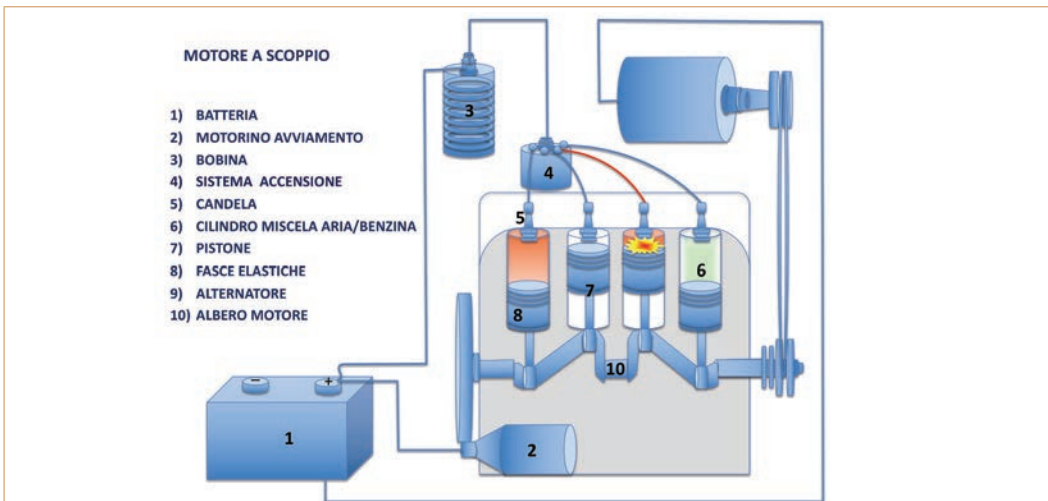 MOTORE A SCOPPIO
1) BATTERIA
2) MOTORINO AVVIAMENTO
3) BOBINA
4) SISTEMA ACCENSIONE
5) CANDELA
6) CILINDRO MISCELA ARIA/BENZINA
7) PISTONE
8) FASCE ELASTICHE
9) ALTERNATORE
10) ALBERO MOTORE
3
4
5
6
7
8
10
− +
1
2